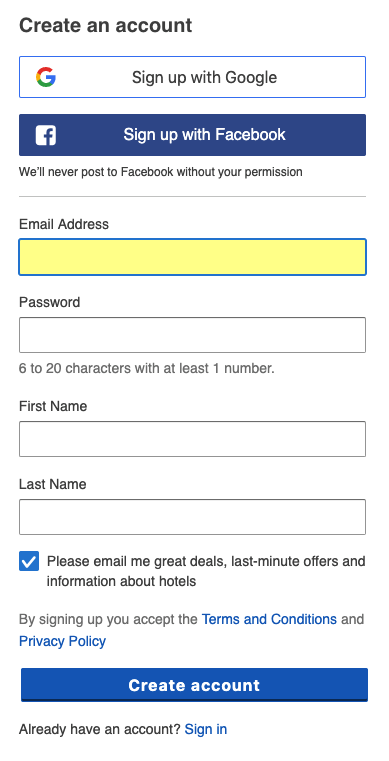 Create an account
Sign up with Google
Sign up with Facebook
We'll never post to Facebook without your permission
Email Address
Password
6 to 20 characters with at least 1 number.
First Name
Last Name
Please email me great deals, last-minute offers and
information about hotels
By signing up you accept the Terms and Conditions and
Privacy Policy
Create account
Already have an account? Sign in